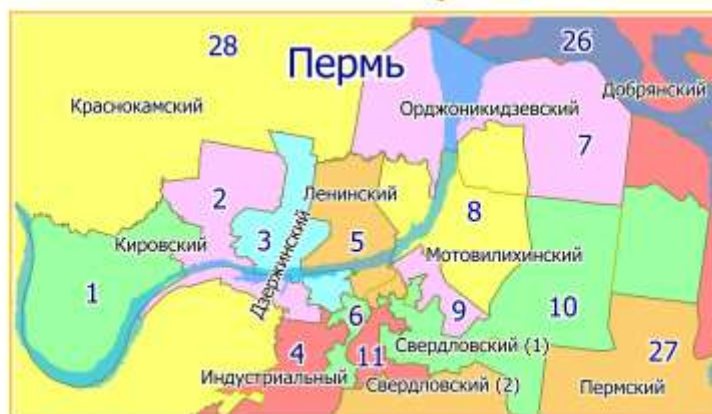 28
Пермь
26
Краснокамский
Орджоникидзевский
Добрянский
7
2
Ленинский
8
Кировский
3
Дзержинский
5
Мотовилихинский
1
6
9
10
4
11
Свердловский (1)
27
Индустриальный
Свердловский (2)
Пермский